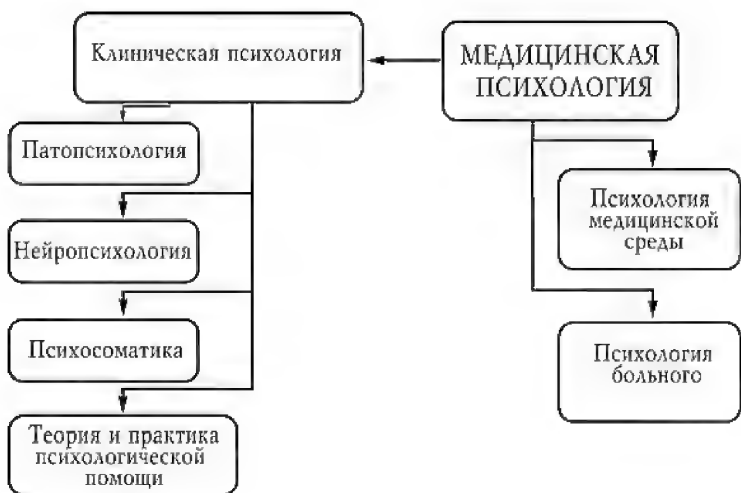 Клиническая психология
МЕДИЦИНСКАЯ
ПСИХОЛОГИЯ
Патопсихология
Нейропсихология
Психосоматика
Теория и практика
психологической
помощи
Психология
медицинской
среды
Психология
больного